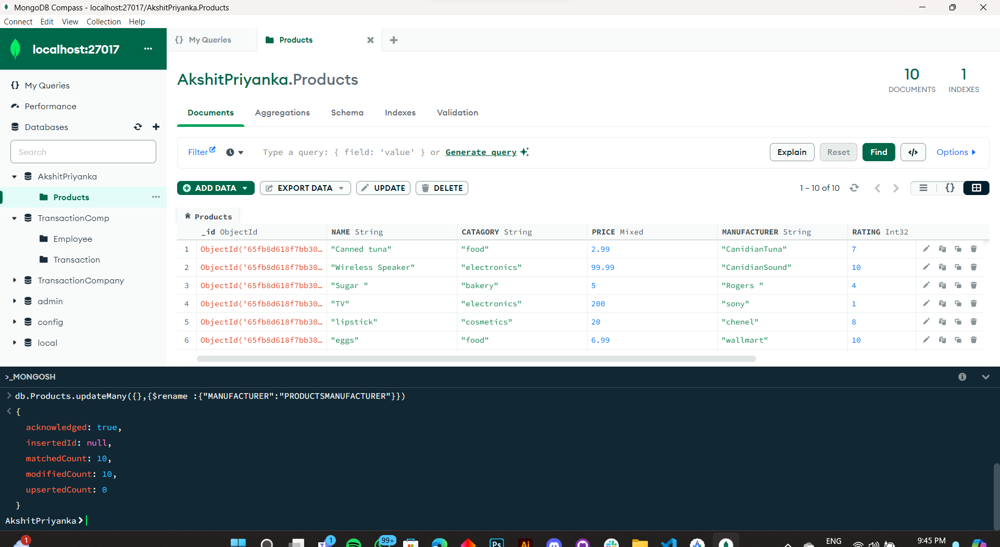 MongoDB Compass - localhost:27017/AkshitPriyanka.Products
Connect Edit View Collection Help
localhost:27017
My Queries
Products
My Queries
Performance
Databases
Search
AkshitPriyanka
Products
TransactionComp
Employee
Transaction
TransactionCompany
admin
config
local
AkshitPriyanka.Products
10
DOCUMENTS
1
INDEXES
Documents Aggregations Schema Indexes Validation
Filter Type a query: { field: 'value' } or Generate query Explain Reset Find </> Options
ADD DATA EXPORT DATA UPDATE DELETE 1 – 10 of 10 {}
Products
_id ObjectId NAME String CATAGORY String PRICE Mixed MANUFACTURER String RATING Int32
1 ObjectId('65fb8d618f7bb30… "Canned tuna" "food" 2.99 "CanidianTuna" 7
2 ObjectId('65fb8d618f7bb30… "Wireless Speaker" "electronics" 99.99 "CanidianSound" 10
3 ObjectId('65fb8d618f7bb30… "Sugar " "bakery" 5 "Rogers " 4
4 ObjectId('65fb8d618f7bb30… "TV" "electronics" 200 "sony" 1
5 ObjectId('65fb8d618f7bb30… "lipstick" "cosmetics" 20 "chenel" 8
6 ObjectId('65fb8d618f7bb30… "eggs" "food" 6.99 "wallmart" 10
>_MONGOSH
db.Products.updateMany({},{$rename :{"MANUFACTURER":"PRODUCTSMANUFACTURER"}})
{
acknowledged: true,
insertedId: null,
matchedCount: 10,
modifiedCount: 10,
upsertedCount: 0
}
AkshitPriyanka>
1 1 99+ Ps Ai ENG 9:45 PM